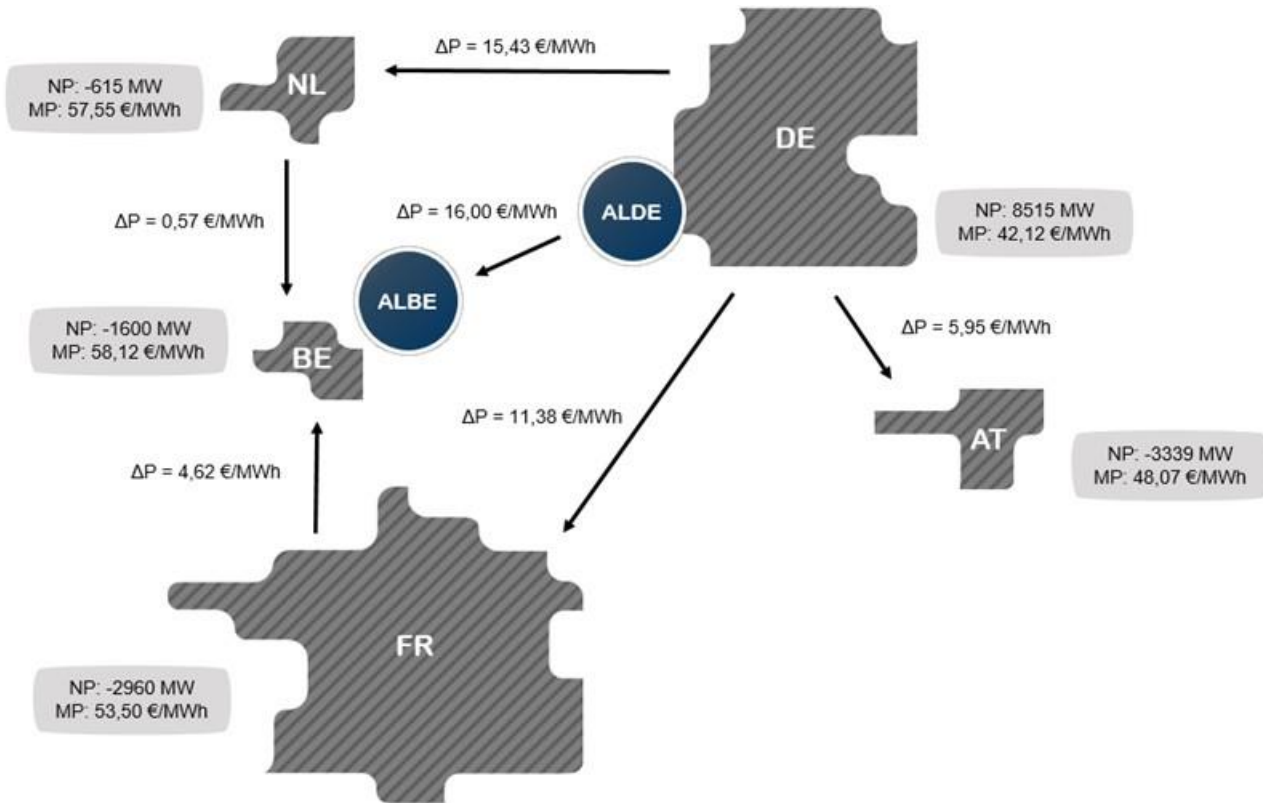 ΔP = 15,43 €/MWh
NL
NP: -615 MW
MP: 57,55 €/MWh
DE
ALDE
ΔP = 16,00 €/MWh
ΔP = 0,57 €/MWh
NP: 8515 MW
MP: 42,12 €/MWh
ALBE
NP: -1600 MW
MP: 58,12 €/MWh
BE
ΔP = 5,95 €/MWh
ΔP = 11,38 €/MWh
AT
NP: -3339 MW
MP: 48,07 €/MWh
ΔP = 4,62 €/MWh
FR
NP: -2960 MW
MP: 53,50 €/MWh